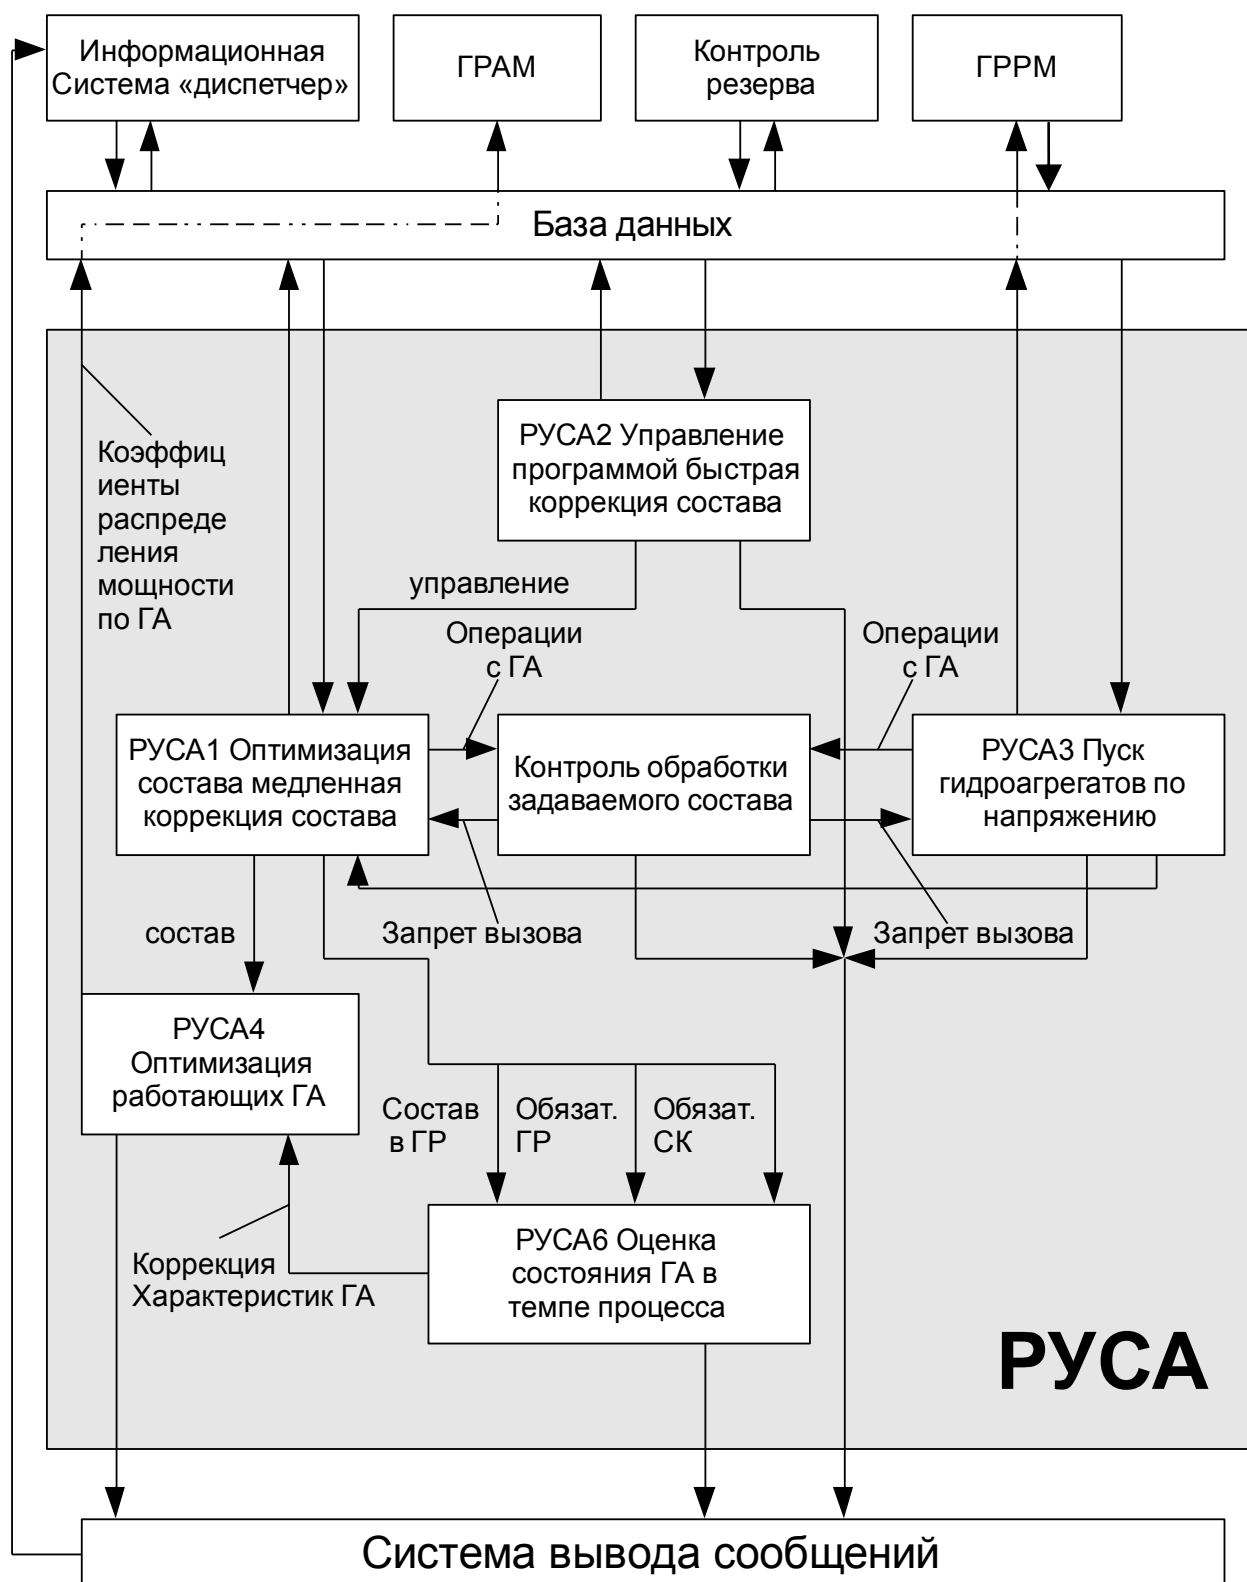 Информационная
Система «диспетчер»
ГРАМ
Контроль
резерва
ГРРМ
База данных
РУСА2 Управление
программой быстрая
коррекция состава
Коэффиц
иенты
распреде
ления
мощности
по ГА
управление
Операции
с ГА
Операции
с ГА
РУСА1 Оптимизация
состава медленная
коррекция состава
Контроль обработки
задаваемого состава
РУСА3 Пуск
гидроагрегатов по
напряжению
состав
Запрет вызова
Запрет вызова
РУСА4
Оптимизация
работающих ГА
Состав
в ГР
Обязат.
ГР
Обязат.
СК
РУСА6 Оценка
состояния ГА в
темпе процесса
Коррекция
Характеристик ГА
РУСА
Система вывода сообщений